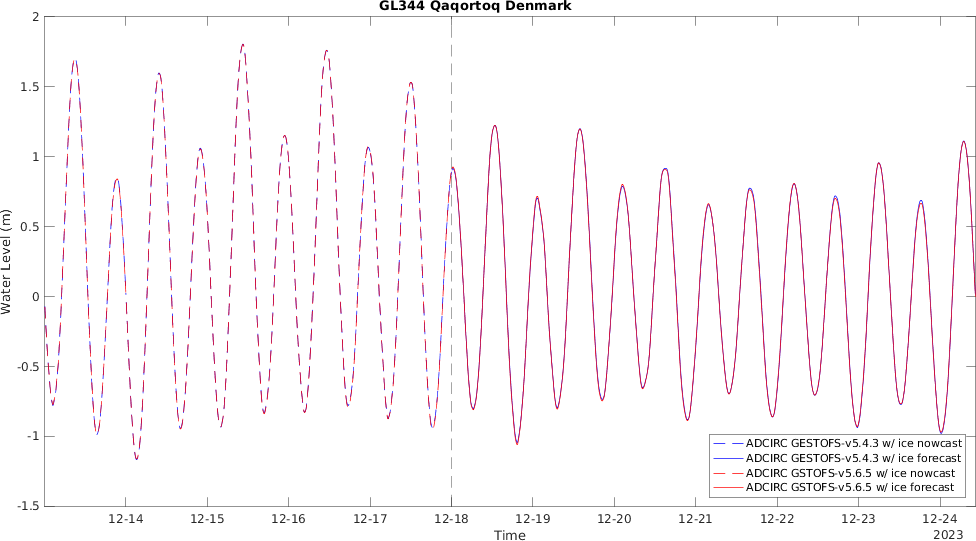 GL344 Qaqortoq Denmark
2
1.5
1
0.5
0
-0.5
-1
-1.5
Water Level (m)
ADCIRC GESTOFS-v5.4.3 w/ ice nowcast
ADCIRC GESTOFS-v5.4.3 w/ ice forecast
ADCIRC GSTOFS-v5.6.5 w/ ice nowcast
ADCIRC GSTOFS-v5.6.5 w/ ice forecast
12-14 12-15 12-16 12-17 12-18 12-19 12-20 12-21 12-22 12-23 12-24
Time
2023